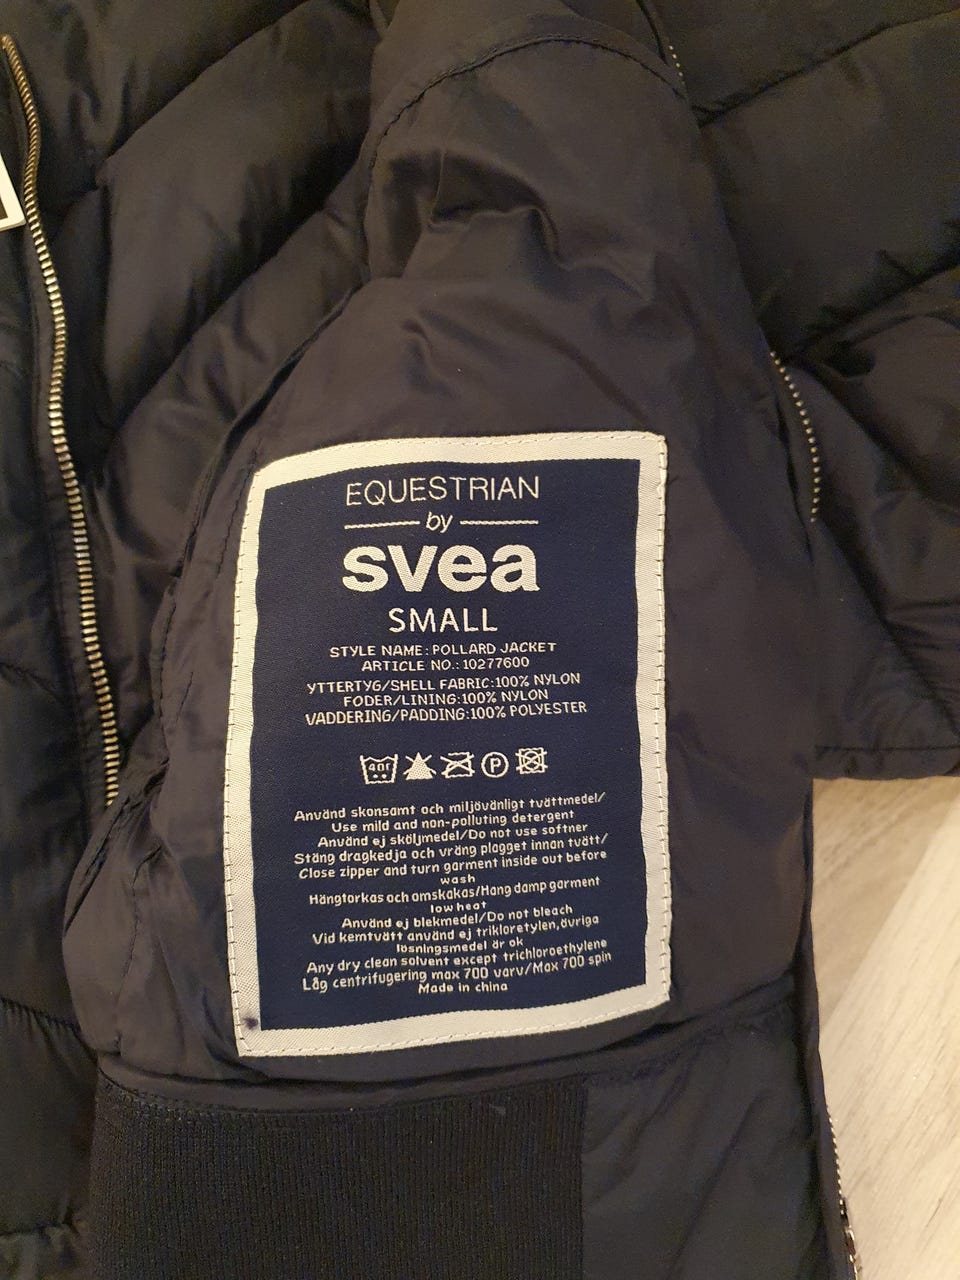 EQUESTRIAN
by
svea
SMALL
STYLE NAME: POLLARD JACKET
ARTICLE NO.: 10277600
YTTERTYG/SHELL FABRIC:100% NYLON
FODER/LINING:100% NYLON
VADDERING/PADDING:100% POLYESTER
P
Använd skonsamt och miljövänligt tvättmedel/
Use mild and non-polluting detergent
Använd ej sköljmedel/Do not use softner
Stäng dragkedja och vräng plagget innan tvätt/
Close zipper and turn garment inside out before
wash
Hängtorkas och omskakas/Hang damp garment
low heat
Använd ej blekmedel/Do not bleach
Vid kemtvätt använd ej trikloretylen,övriga
lösningsmedel är ok
Any dry clean solvent except trichloroethylene
Låg centrifugering max 700 varv/Max 700 spin
Made in china